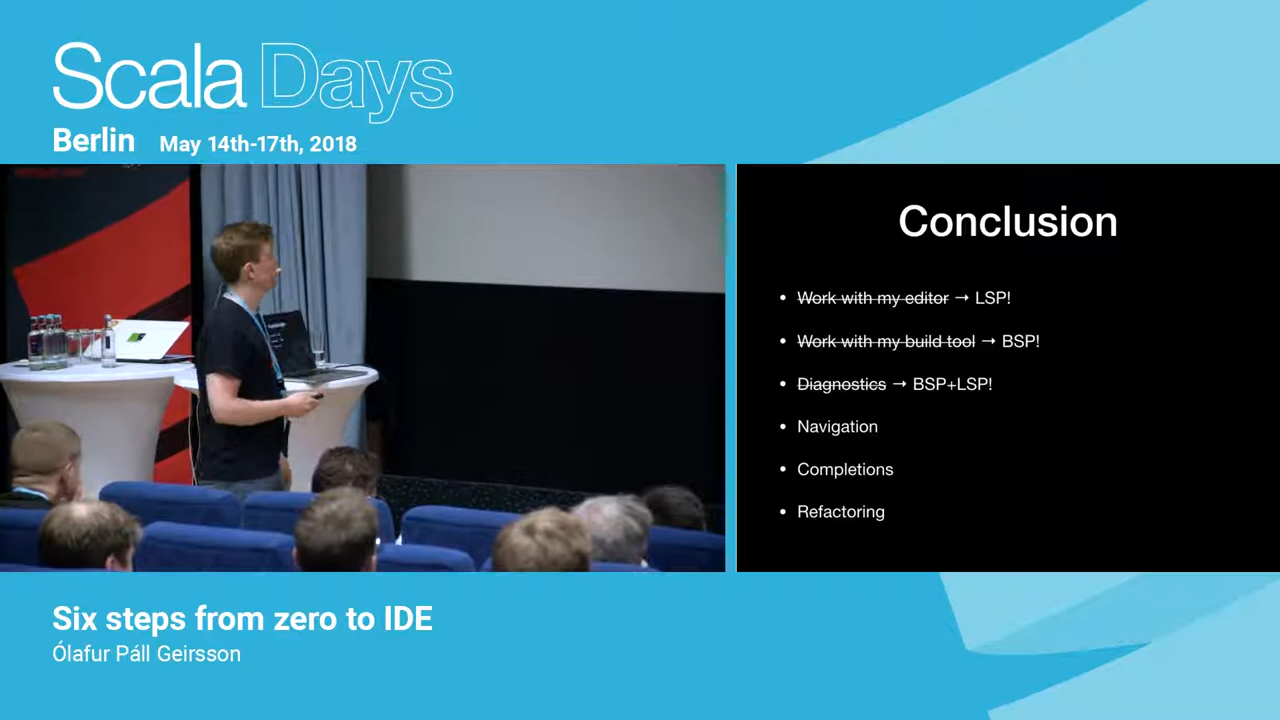 Scala Days
Berlin May 14th-17th, 2018
Conclusion
• Work with my editor → LSP!
• Work with my build tool → BSP!
• Diagnostics → BSP+LSP!
• Navigation
• Completions
• Refactoring
Six steps from zero to IDE
Ólafur Páll Geirsson